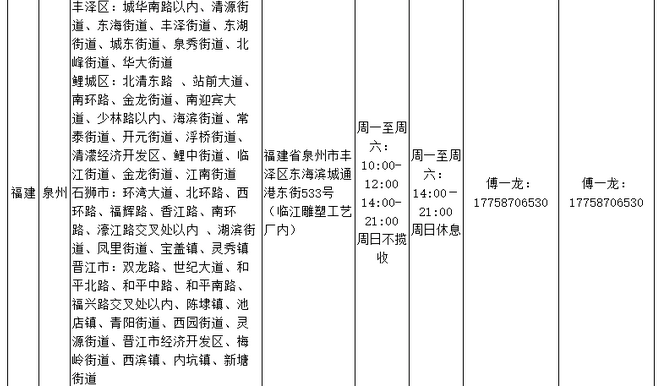 福建
泉州
丰泽区：城华南路以内、清源街
道、东海街道、丰泽街道、东湖
街道、城东街道、泉秀街道、北
峰街道、华大街道
鲤城区：北清东路 、站前大道、
南环路、金龙街道、南迎宾大
道、少林路以内、海滨街道、常
泰街道、开元街道、浮桥街道、
清濛经济开发区、鲤中街道、临
江街道、金龙街道、江南街道
石狮市：环湾大道、北环路、西
环路、福辉路、香江路、南环
路、濠江路交叉处以内 、湖滨街
道、凤里街道、宝盖镇、灵秀镇
晋江市：双龙路、世纪大道、和
平北路、和平中路、和平南路、
福兴路交叉处以内、陈埭镇、池
店镇、青阳街道、西园街道、灵
源街道、晋江市经济开发区、梅
岭街道、西滨镇、内坑镇、新塘
街道
福建省泉州市丰
泽区东海滨城通
港东街533号
（临江雕塑工艺
厂内）
周一至周
六：
10:00-
12:00
14:00-
21:00
周日不揽
收
周一至周
六：
14:00－
21:00
周日休息
傅一龙：
17758706530
傅一龙：
17758706530